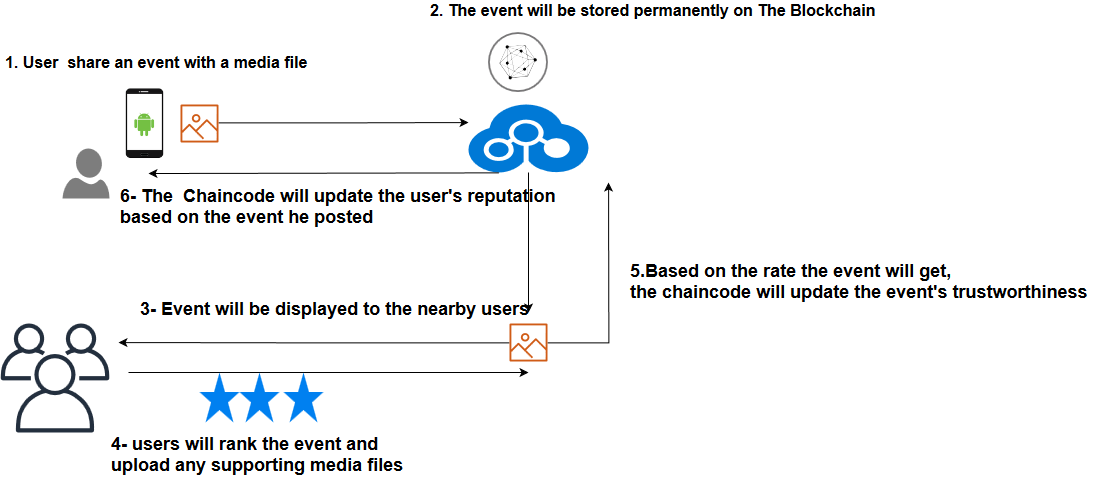 2. The event will be stored permanently on The Blockchain
1. User share an event with a media file
6- The Chaincode will update the user's reputation
based on the event he posted
5.Based on the rate the event will get,
the chaincode will update the event's trustworthiness
3- Event will be displayed to the nearby users
4- users will rank the event and
upload any supporting media files